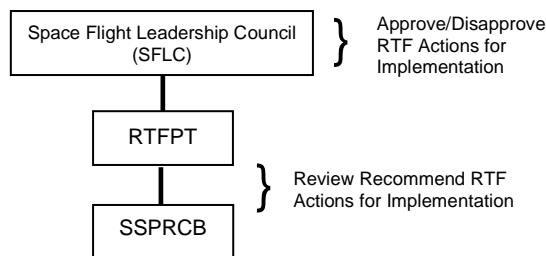 Space Flight Leadership Council
(SFLC)
Approve/Disapprove
RTF Actions for
Implementation
RTFPT
Review Recommend RTF
Actions for Implementation
SSPRCB